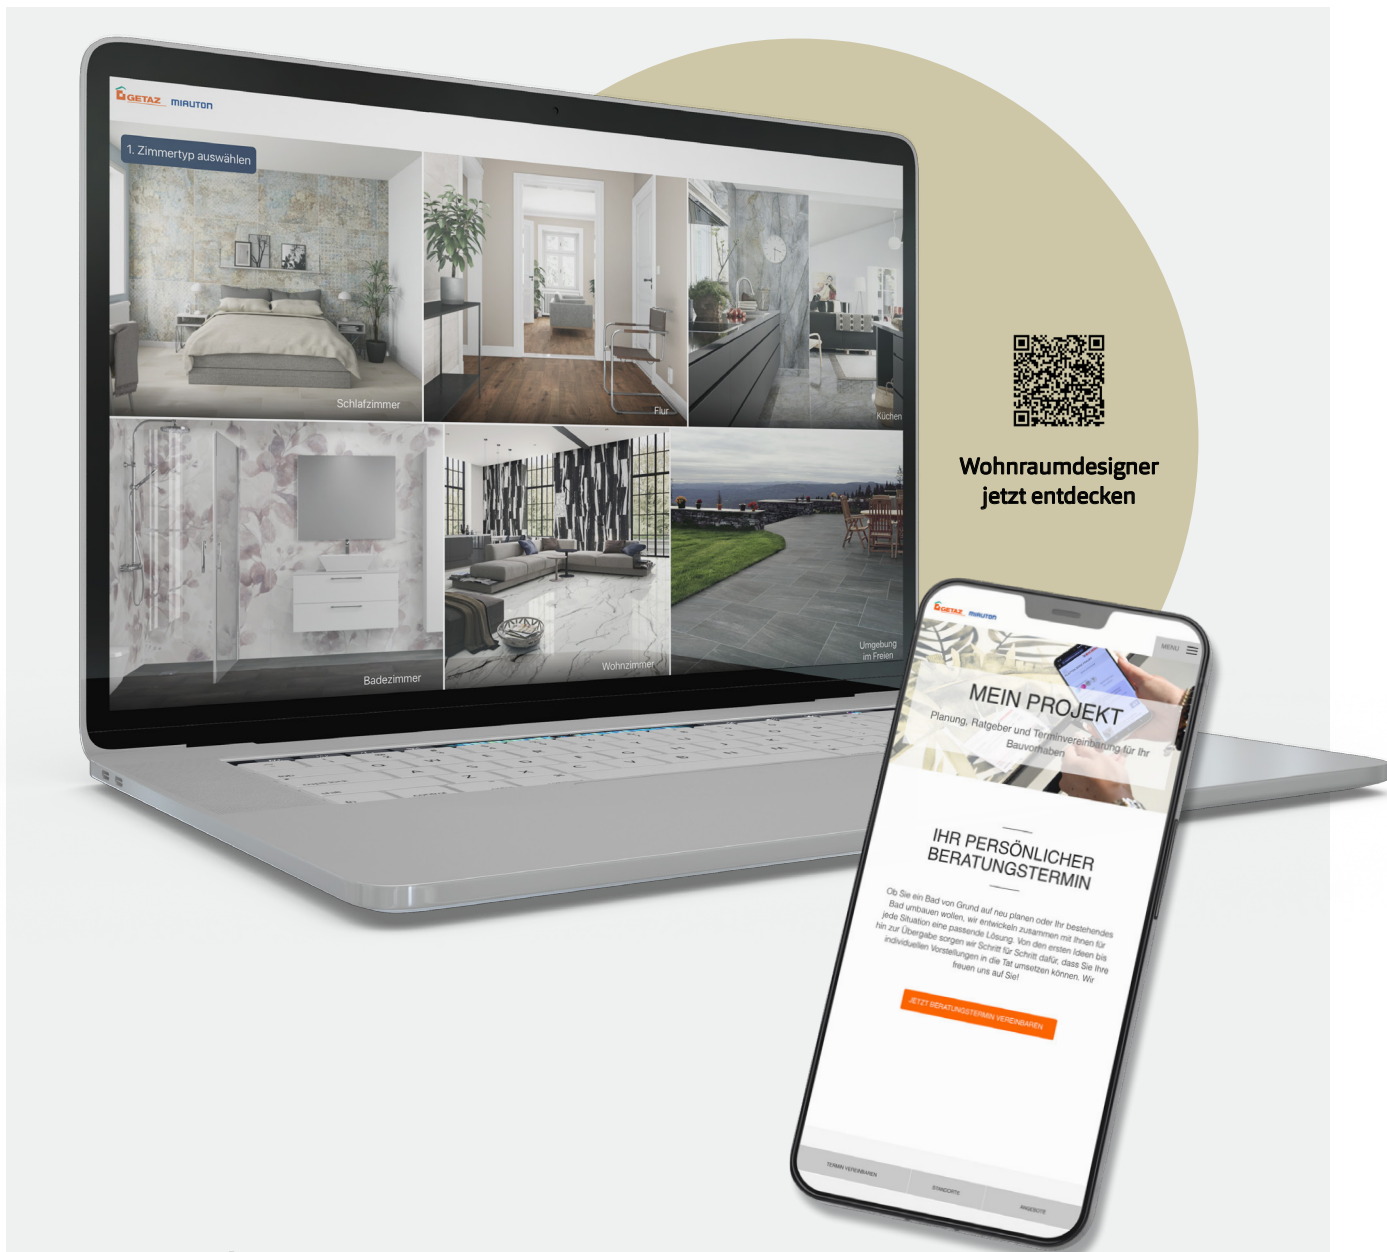 GETAZ MIAUTON
1. Zimmertyp auswählen
Schlafzimmer
Flur
Küchen
Badezimmer
Wohnzimmer
Umgebung
im Freien
Wohnraumdesigner
jetzt entdecken
GETAZ MIAUTON
MENU
MEIN PROJEKT
Planung, Ratgeber und Terminvereinbarung für Ihr
Bauvorhaben
IHR PERSÖNLICHER
BERATUNGSTERMIN
Ob Sie ein Bad von Grund auf neu planen oder Ihr bestehendes
Bad umbauen wollen, wir entwickeln zusammen mit Ihnen für
jede Situation eine passende Lösung. Von den ersten Ideen bis
hin zur Übergabe sorgen wir Schritt für Schritt dafür, dass Sie Ihre
individuellen Vorstellungen in die Tat umsetzen können. Wir
freuen uns auf Sie!
JETZT BERATUNGSTERMIN VEREINBAREN
TERMIN VEREINBAREN
STANDORTE
ANGEBOTE